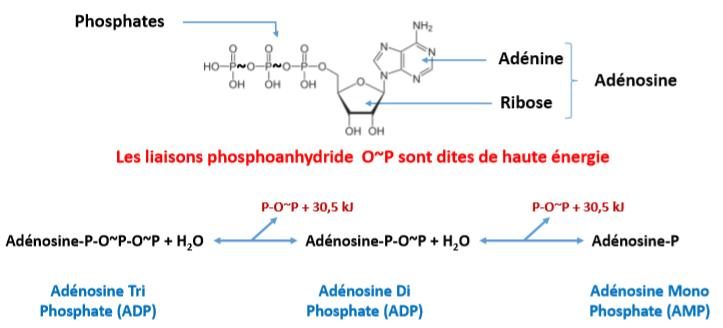 Phosphates
NH₂
N N
HO-P~O-P~O-P-O
O O O
OH OH OH
N N
O
OH OH
Adénine
Ribose
Adénosine
Les liaisons phosphoanhydride O~P sont dites de haute énergie
P-O~P + 30,5 kJ P-O~P + 30,5 kJ
Adénosine-P-O~P-O~P + H₂O Adénosine-P-O~P + H₂O Adénosine-P
Adénosine Tri
Phosphate (ADP)
Adénosine Di
Phosphate (ADP)
Adénosine Mono
Phosphate (AMP)